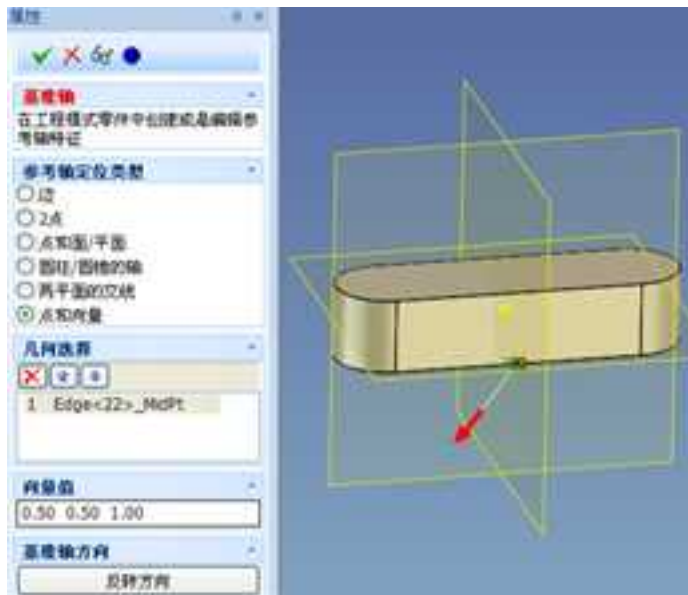 属性
基准轴
在工程模式零件中创建或是编辑参
考轴特征
参考轴定位类型
边
2点
点和面/平面
圆柱/圆锥的轴
两平面的交线
点和向量
几何选择
1 Edge<22>_MidPt
向量值
0.50 0.50 1.00
基准轴方向
反转方向